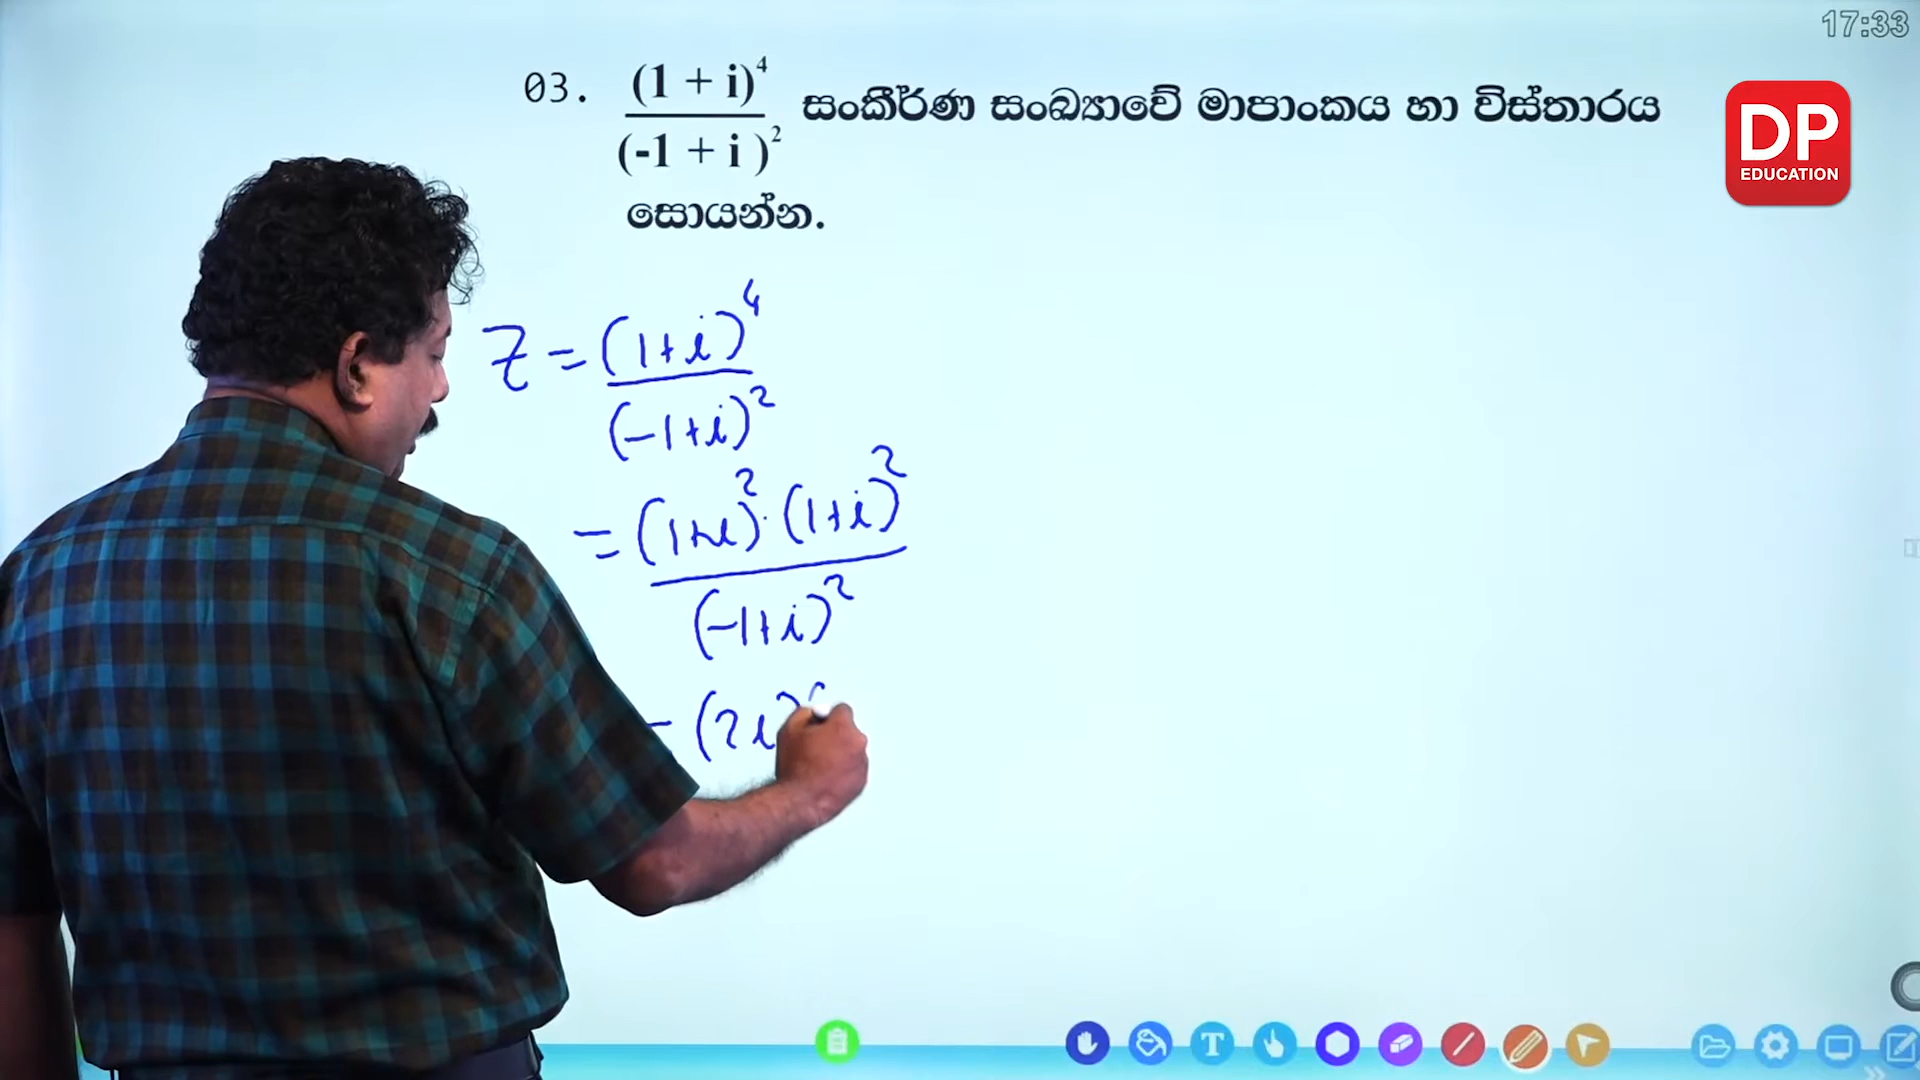 17:33
03. (1 + i)⁴ / (-1 + i )² සංකීර්ණ සංඛ්‍යාවේ මාපාංකය හා විස්තාරය
සොයන්න.
DP
EDUCATION
Z = (1+i)⁴ / (-1+i)²
= (1+i)² · (1+i)² / (-1+i)²
= (2i)
T